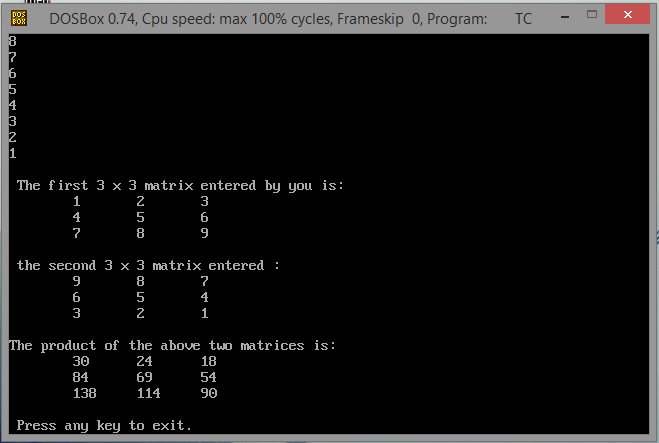 DOSBox 0.74, Cpu speed: max 100% cycles, Frameskip 0, Program: TC
8
7
6
5
4
3
2
1
The first 3 x 3 matrix entered by you is:
1 2 3
4 5 6
7 8 9
the second 3 x 3 matrix entered :
9 8 7
6 5 4
3 2 1
The product of the above two matrices is:
30 24 18
84 69 54
138 114 90
Press any key to exit.